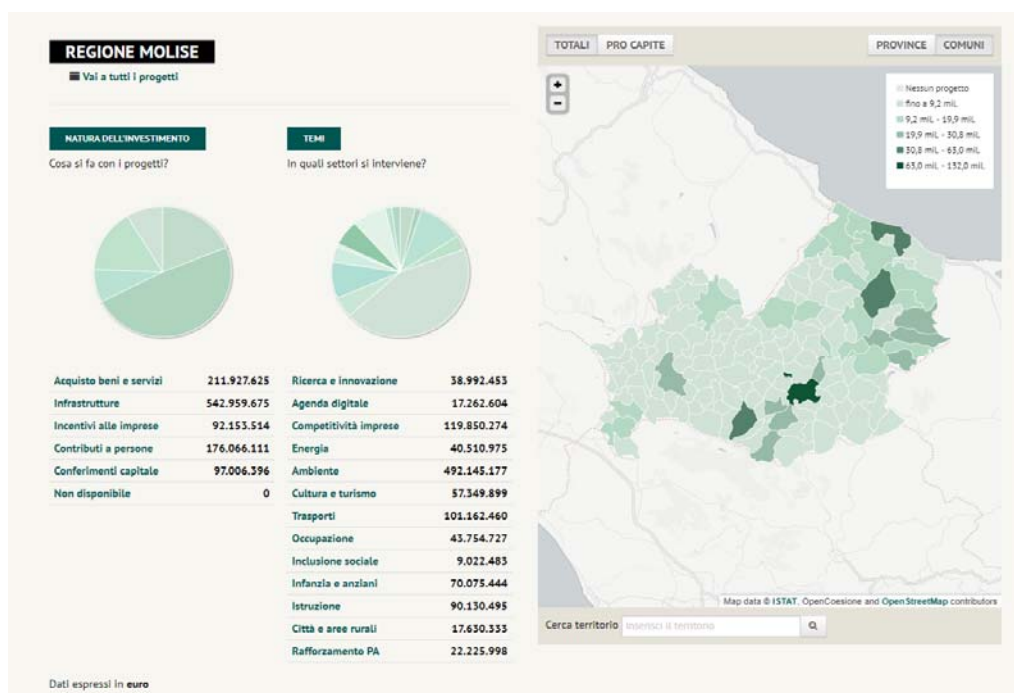 REGIONE MOLISE
Vai a tutti i progetti
NATURA DELL'INVESTIMENTO
Cosa si fa con i progetti?
Acquisto beni e servizi 211.927.625
Infrastrutture 542.959.675
Incentivi alle imprese 92.153.514
Contributi a persone 176.066.111
Conferimenti capitale 97.006.396
Non disponibile 0
TEMI
In quali settori si interviene?
Ricerca e innovazione 38.992.453
Agenda digitale 17.262.604
Competitività imprese 119.850.274
Energia 40.510.975
Ambiente 492.145.177
Cultura e turismo 57.349.899
Trasporti 101.162.460
Occupazione 43.754.727
Inclusione sociale 9.022.483
Infanzia e anziani 70.075.444
Istruzione 90.130.495
Città e aree rurali 17.630.333
Rafforzamento PA 22.225.998
Dati espressi in euro
TOTALI PRO CAPITE PROVINCE COMUNI
+
-
Nessun progetto
fino a 9,2 mil.
9,2 mil. - 19,9 mil.
19,9 mil. - 30,8 mil.
30,8 mil. - 63,0 mil.
63,0 mil. - 132,0 mil.
Map data © ISTAT, OpenCoesione and OpenStreetMap contributors
Cerca territorio Inserisci il territorio